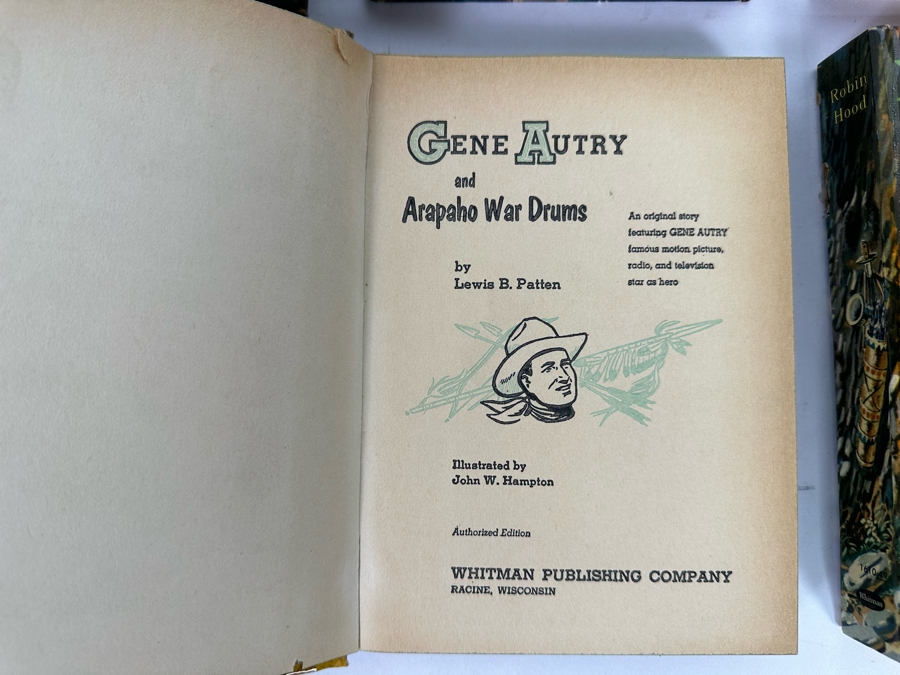 GENE AUTRY
and
Arapaho War Drums
An original story
featuring GENE AUTRY
famous motion picture,
radio, and television
star as hero
by
Lewis B. Patten
Illustrated by
John W. Hampton
Authorized Edition
WHITMAN PUBLISHING COMPANY
RACINE, WISCONSIN
Robin
Hood
Whitman